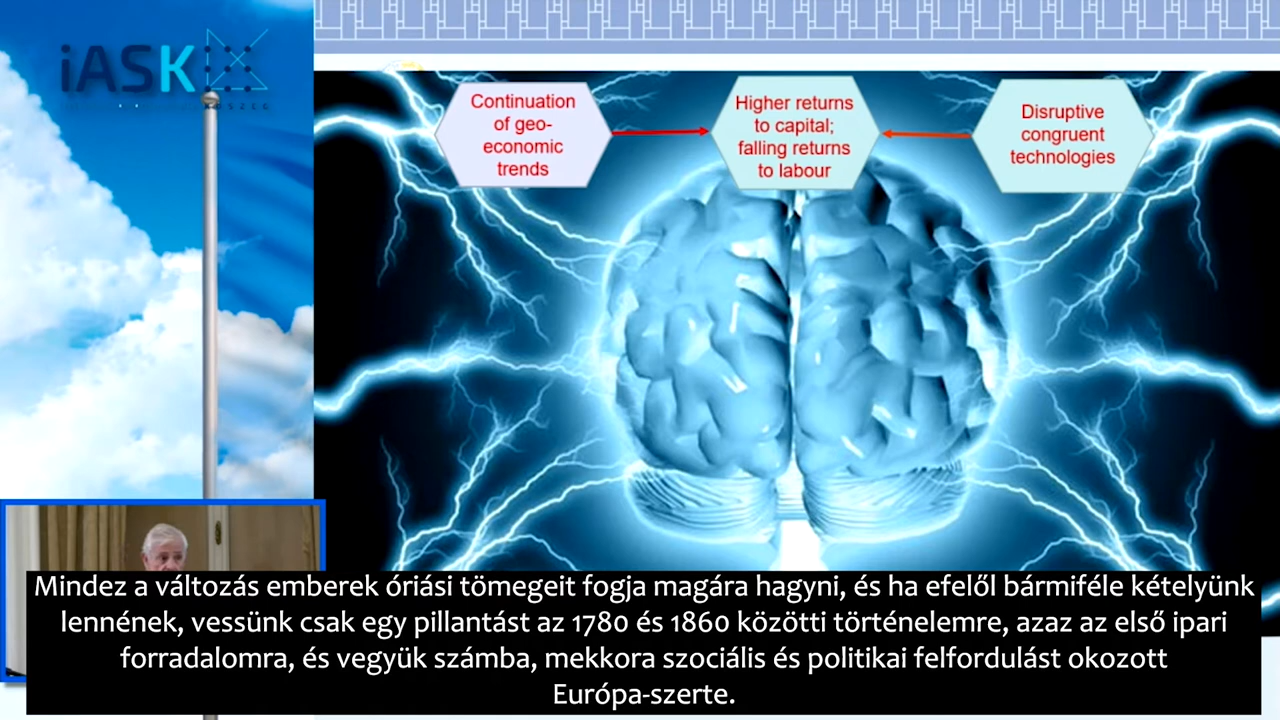 iASK
KŐSZEG
Continuation
of geo-
economic
trends
Higher returns
to capital;
falling returns
to labour
Disruptive
congruent
technologies
Mindez a változás emberek óriási tömegeit fogja magára hagyni, és ha efelől bármiféle kételyünk
lennének, vessünk csak egy pillantást az 1780 és 1860 közötti történelemre, azaz az első ipari
forradalomra, és vegyük számba, mekkora szociális és politikai felfordulást okozott
Európa-szerte.